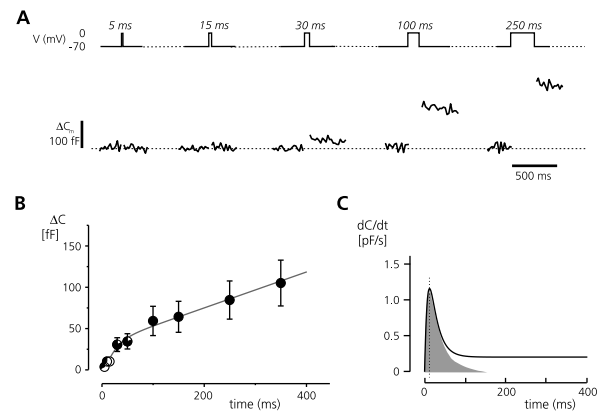 A
5 ms 15 ms 30 ms 100 ms 250 ms
V (mV) 0
-70
ΔCm
100 fF
500 ms
B
ΔC
[fF]
150
100
50
0
0 200 400
time (ms)
C
dC/dt
[pF/s]
1.5
1.0
0.5
0
0 200 400
time (ms)